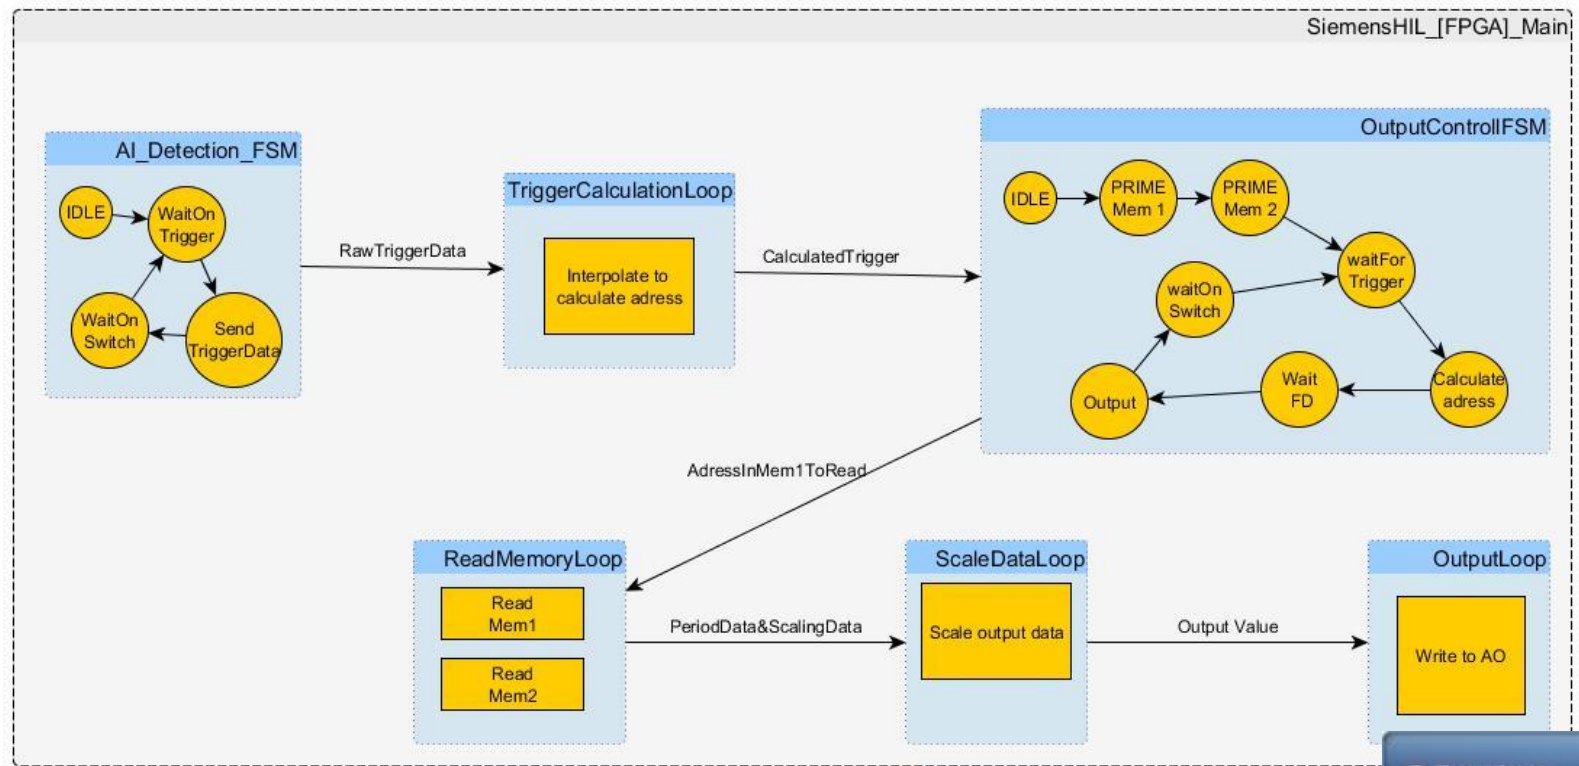 SiemensHIL_[FPGA]_Main
AI_Detection_FSM
IDLE
WaitOn
Trigger
WaitOn
Switch
Send
TriggerData
RawTriggerData
TriggerCalculationLoop
Interpolate to
calculate adress
CalculatedTrigger
OutputControllFSM
IDLE
PRIME
Mem 1
PRIME
Mem 2
waitFor
Trigger
waitOn
Switch
Calculate
adress
Wait
FD
Output
AdressInMem1ToRead
ReadMemoryLoop
Read
Mem1
Read
Mem2
PeriodData&ScalingData
ScaleDataLoop
Scale output data
Output Value
OutputLoop
Write to AO